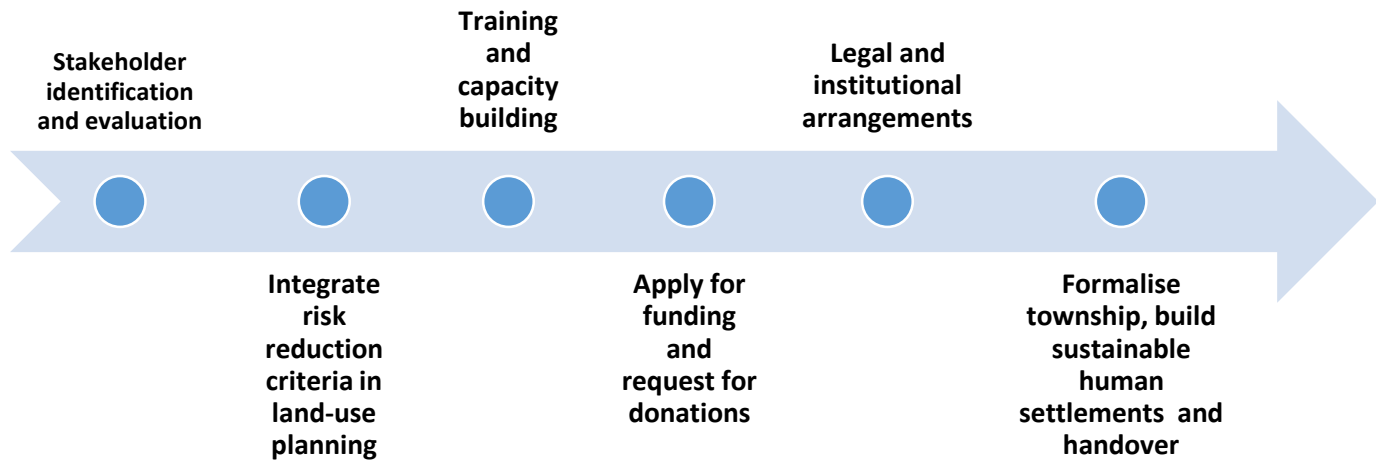 Stakeholder
identification
and evaluation
Integrate
risk
reduction
criteria in
land-use
planning
Training
and
capacity
building
Apply for
funding
and
request for
donations
Legal and
institutional
arrangements
Formalise
township, build
sustainable
human
settlements and
handover